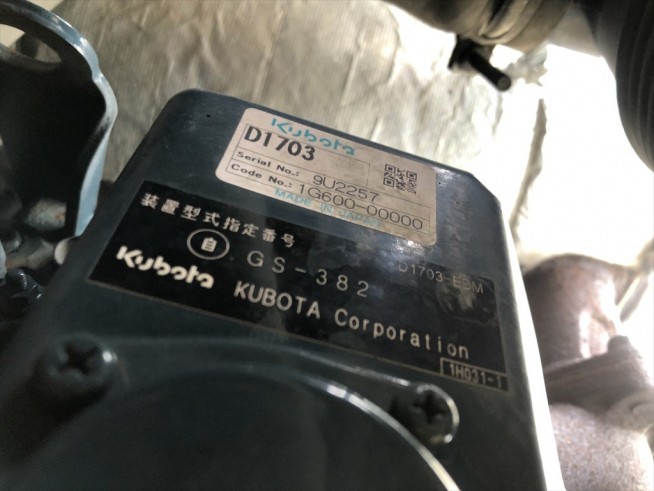 Kubota
D1703
Serial No.: 9U2257
Code No.: 1G600-00000
MADE IN JAPAN
装置型式指定番号
自 GS-382
D1703-EDM
Kubota KUBOTA Corporation
1H031-1